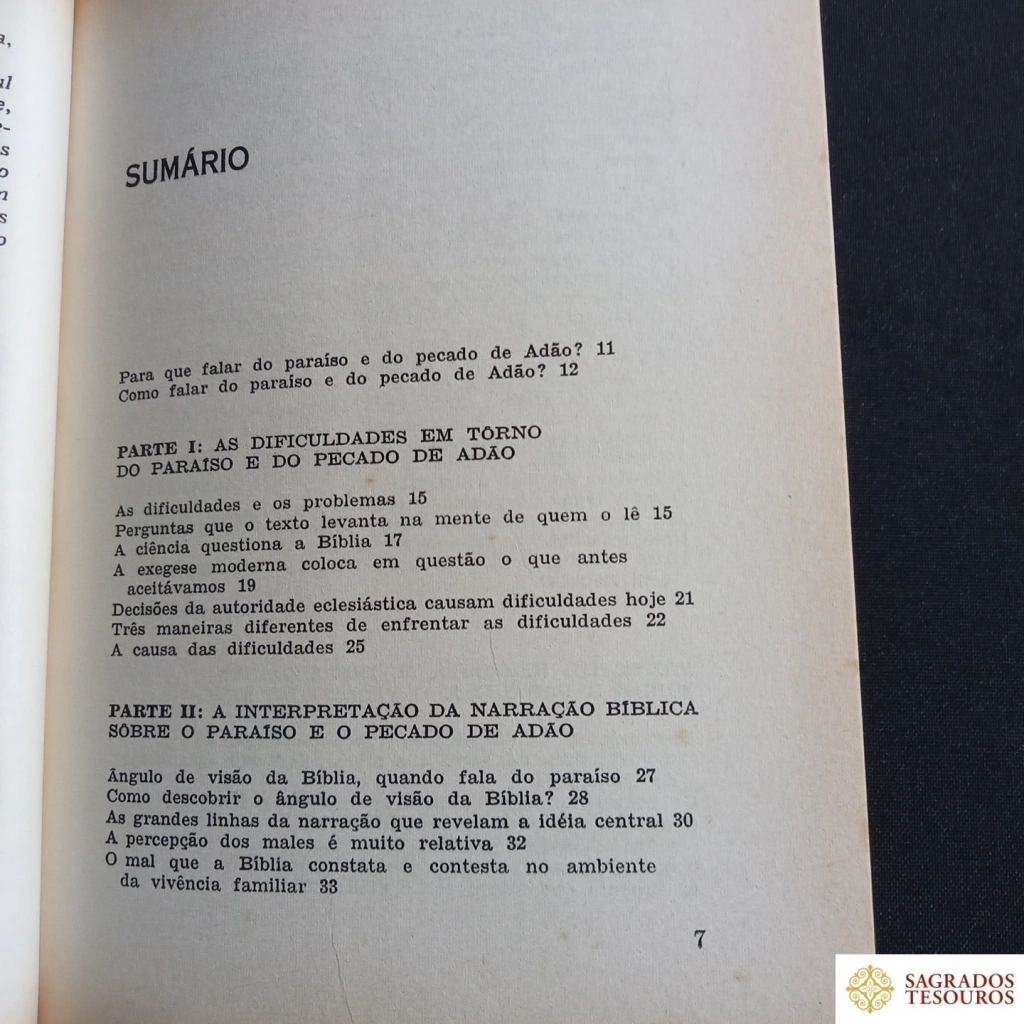 a,
al
e,
s
o
n
s
o
SUMÁRIO
Para que falar do paraíso e do pecado de Adão? 11
Como falar do paraíso e do pecado de Adão? 12
PARTE I: AS DIFICULDADES EM TÔRNO
DO PARAÍSO E DO PECADO DE ADÃO
As dificuldades e os problemas 15
Perguntas que o texto levanta na mente de quem o lê 15
A ciência questiona a Bíblia 17
A exegese moderna coloca em questão o que antes
aceitávamos 19
Decisões da autoridade eclesiástica causam dificuldades hoje 21
Três maneiras diferentes de enfrentar as dificuldades 22
A causa das dificuldades 25
PARTE II: A INTERPRETAÇÃO DA NARRAÇÃO BÍBLICA
SÔBRE O PARAÍSO E O PECADO DE ADÃO
Ângulo de visão da Bíblia, quando fala do paraíso 27
Como descobrir o ângulo de visão da Bíblia? 28
As grandes linhas da narração que revelam a idéia central 30
A percepção dos males é muito relativa 32
O mal que a Bíblia constata e contesta no ambiente
da vivência familiar 33
7
SAGRADOS
TESOUROS